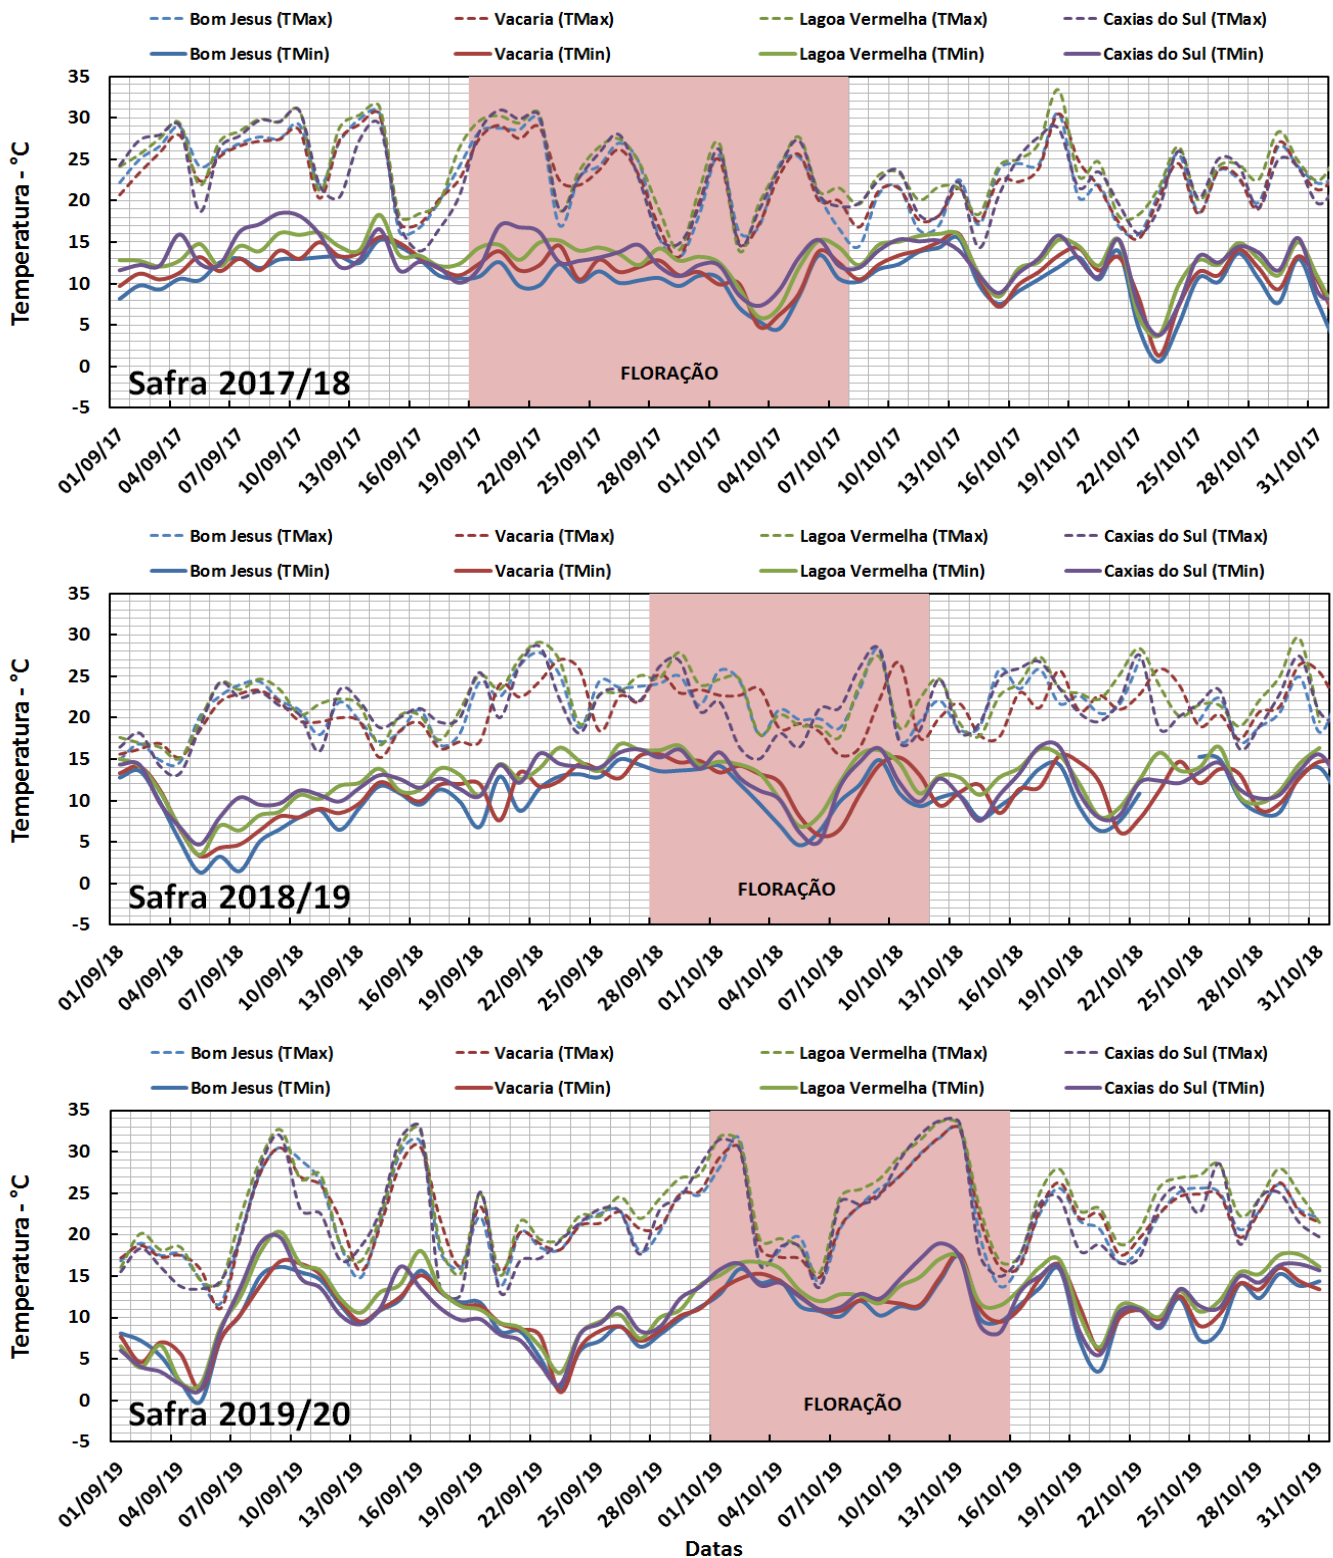 Bom Jesus (TMax) Vacaria (TMax) Lagoa Vermelha (TMax) Caxias do Sul (TMax)
Bom Jesus (TMin) Vacaria (TMin) Lagoa Vermelha (TMin) Caxias do Sul (TMin)
Temperatura - °C
35
30
25
20
15
10
5
0
-5
FLORAÇÃO
Safra 2017/18
01/09/17 04/09/17 07/09/17 10/09/17 13/09/17 16/09/17 19/09/17 22/09/17 25/09/17 28/09/17 01/10/17 04/10/17 07/10/17 10/10/17 13/10/17 16/10/17 19/10/17 22/10/17 25/10/17 28/10/17 31/10/17
Bom Jesus (TMax) Vacaria (TMax) Lagoa Vermelha (TMax) Caxias do Sul (TMax)
Bom Jesus (TMin) Vacaria (TMin) Lagoa Vermelha (TMin) Caxias do Sul (TMin)
Temperatura - °C
35
30
25
20
15
10
5
0
-5
FLORAÇÃO
Safra 2018/19
01/09/18 04/09/18 07/09/18 10/09/18 13/09/18 16/09/18 19/09/18 22/09/18 25/09/18 28/09/18 01/10/18 04/10/18 07/10/18 10/10/18 13/10/18 16/10/18 19/10/18 22/10/18 25/10/18 28/10/18 31/10/18
Bom Jesus (TMax) Vacaria (TMax) Lagoa Vermelha (TMax) Caxias do Sul (TMax)
Bom Jesus (TMin) Vacaria (TMin) Lagoa Vermelha (TMin) Caxias do Sul (TMin)
Temperatura - °C
35
30
25
20
15
10
5
0
-5
FLORAÇÃO
Safra 2019/20
01/09/19 04/09/19 07/09/19 10/09/19 13/09/19 16/09/19 19/09/19 22/09/19 25/09/19 28/09/19 01/10/19 04/10/19 07/10/19 10/10/19 13/10/19 16/10/19 19/10/19 22/10/19 25/10/19 28/10/19 31/10/19
Datas